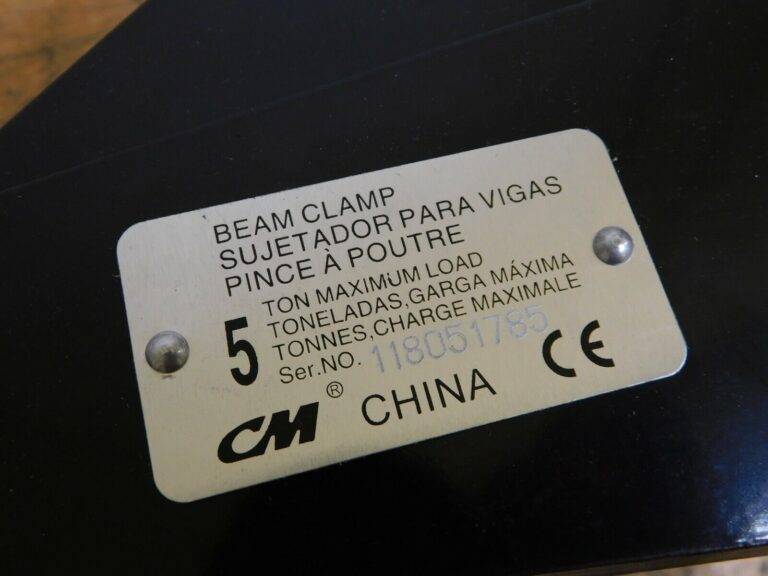 BEAM CLAMP
SUJETADOR PARA VIGAS
PINCE À POUTRE
5
TON MAXIMUM LOAD
TONELADAS,GARGA MÁXIMA
TONNES,CHARGE MAXIMALE
Ser.NO. 118051785
CM ® CHINA CE